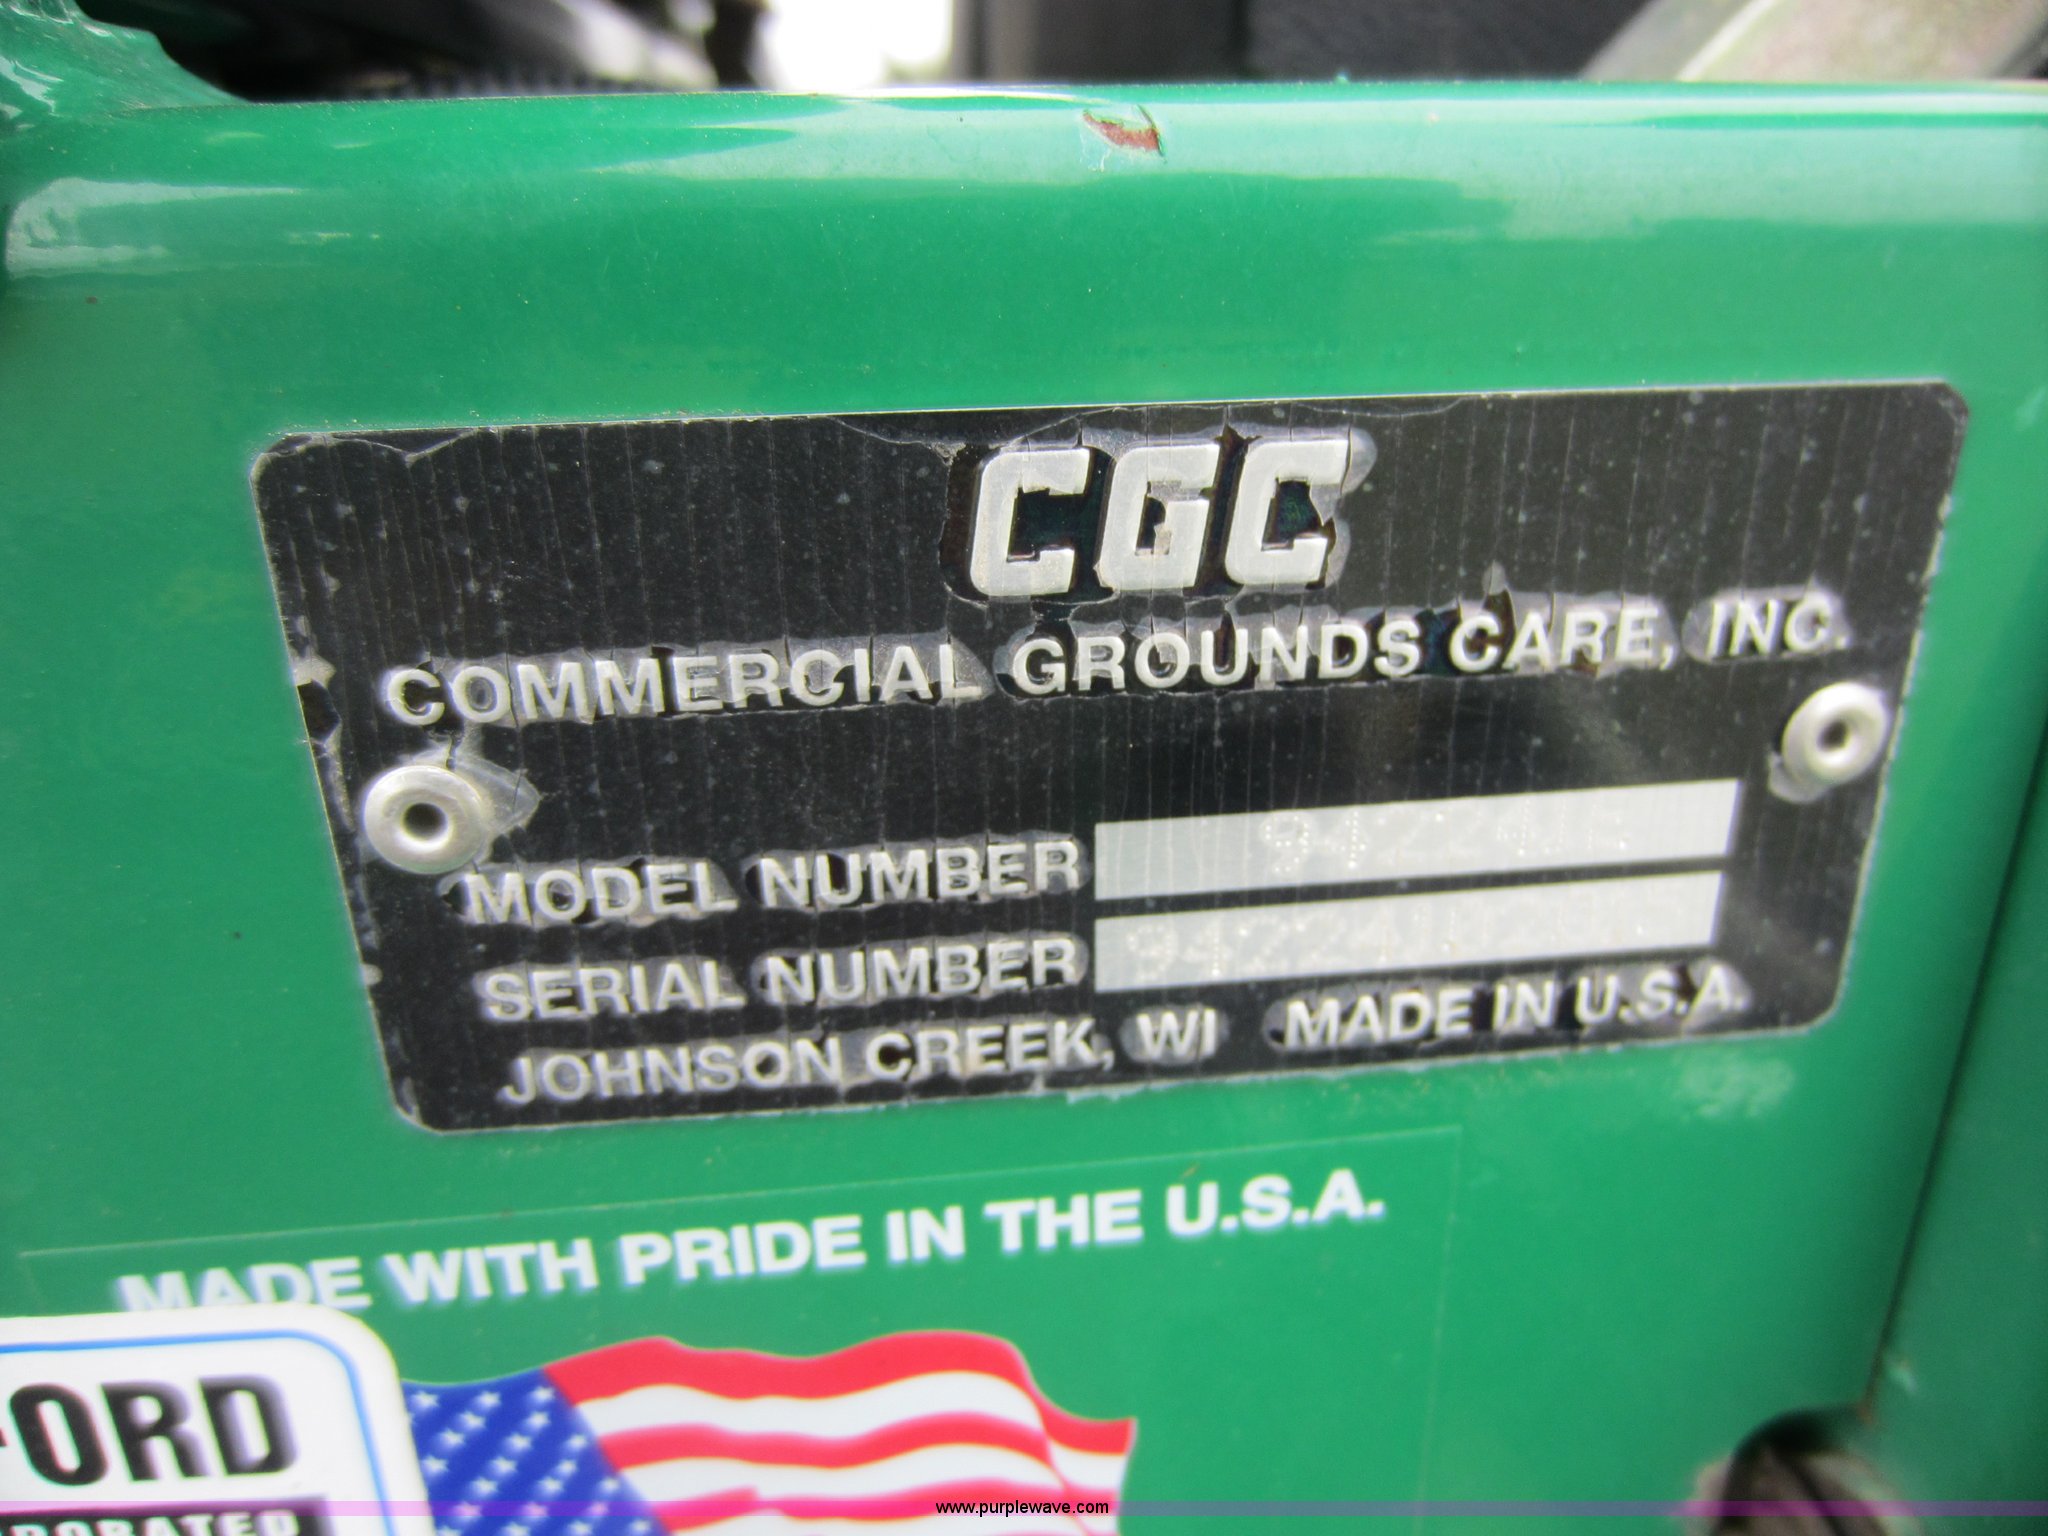 CGC
COMMERCIAL GROUNDS CARE, INC.
MODEL NUMBER
SERIAL NUMBER
JOHNSON CREEK, WI MADE IN U.S.A.
MADE WITH PRIDE IN THE U.S.A.
FORD
www.purplewave.com